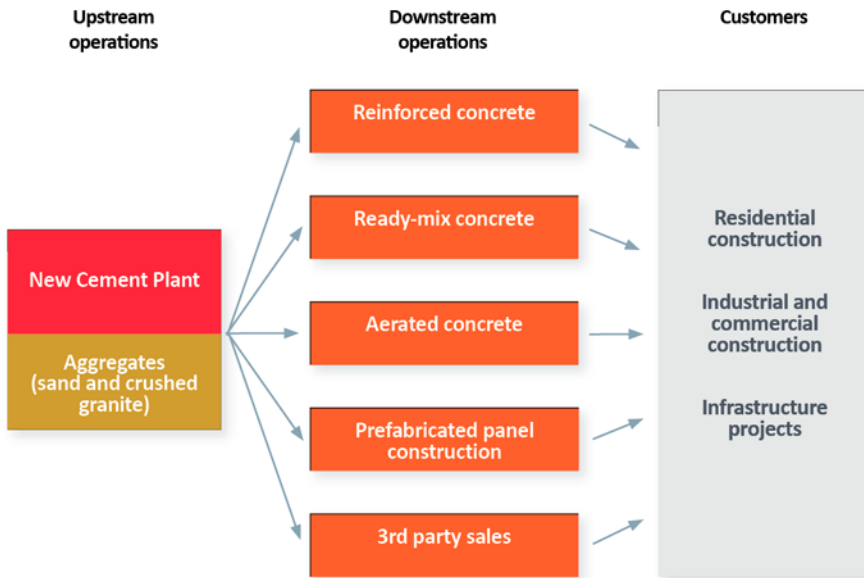 Upstream
operations
Downstream
operations
Customers
New Cement Plant
Aggregates
(sand and crushed
granite)
Reinforced concrete
Ready-mix concrete
Aerated concrete
Prefabricated panel
construction
3rd party sales
Residential
construction
Industrial and
commercial
construction
Infrastructure
projects